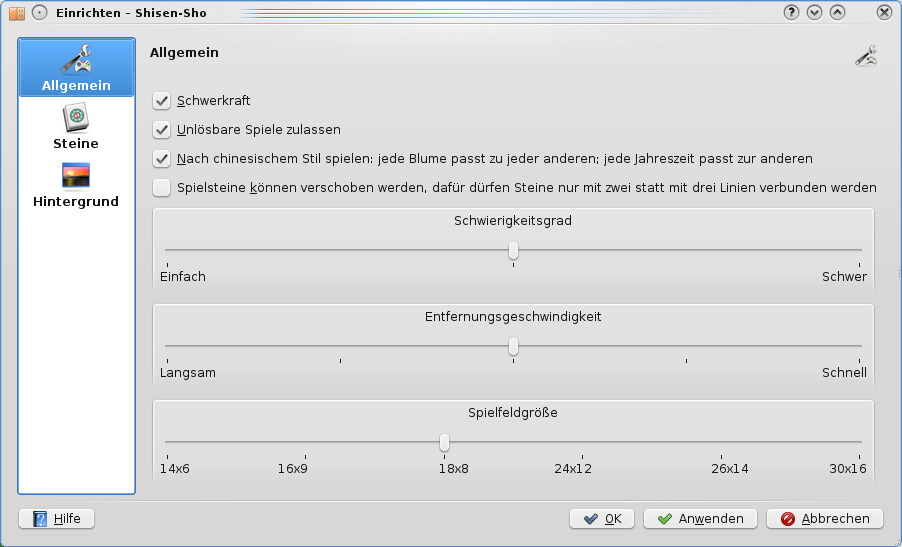 Einrichten – Shisen-Sho
Allgemein
Steine
Hintergrund
Allgemein
Schwerkraft
Unlösbare Spiele zulassen
Nach chinesischem Stil spielen: jede Blume passt zu jeder anderen; jede Jahreszeit passt zur anderen
Spielsteine können verschoben werden, dafür dürfen Steine nur mit zwei statt mit drei Linien verbunden werden
Schwierigkeitsgrad
Einfach Schwer
Entfernungsgeschwindigkeit
Langsam Schnell
Spielfeldgröße
14x6 16x9 18x8 24x12 26x14 30x16
Hilfe OK Anwenden Abbrechen